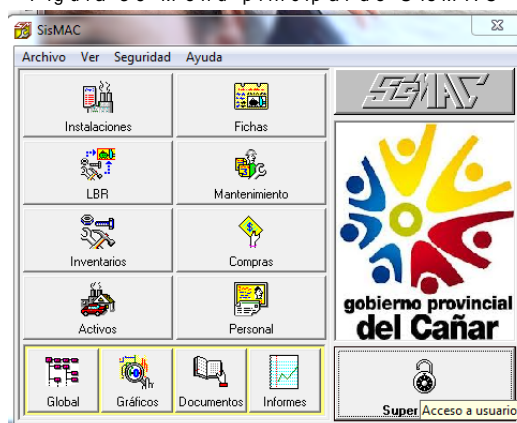 SisMAC
Archivo Ver Seguridad Ayuda
Instalaciones
Fichas
LBR
Mantenimiento
Inventarios
Compras
Activos
Personal
Global
Gráficos
Documentos
Informes
SisMAC
gobierno provincial
del Cañar
Super
Acceso a usuario